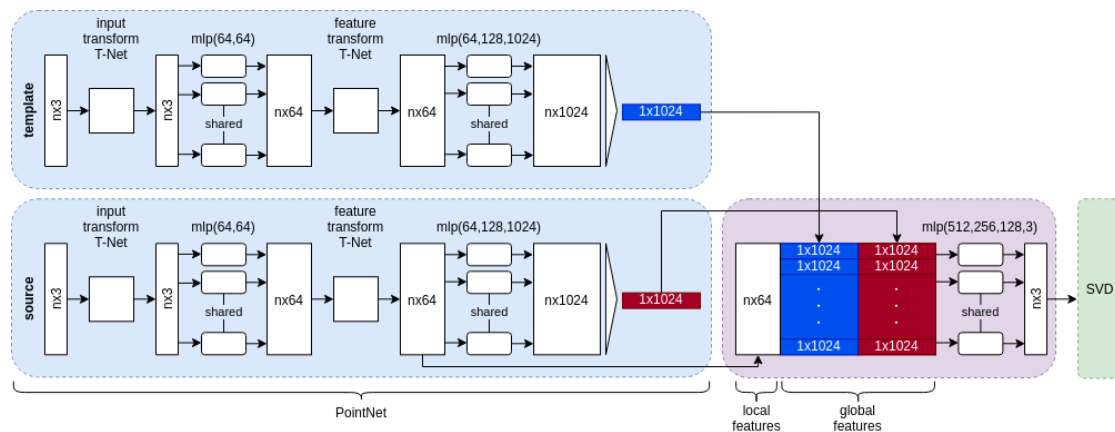 input
transform
T-Net
mlp(64,64)
feature
transform
T-Net
mlp(64,128,1024)
template
nx3
nx3
shared
nx64
nx64
shared
nx1024
1x1024
input
transform
T-Net
mlp(64,64)
feature
transform
T-Net
mlp(64,128,1024)
mlp(512,256,128,3)
source
nx3
nx3
shared
nx64
nx64
shared
nx1024
1x1024
nx64
1x1024
1x1024
1x1024
1x1024
1x1024
1x1024
shared
nx3
SVD
PointNet
local
features
global
features